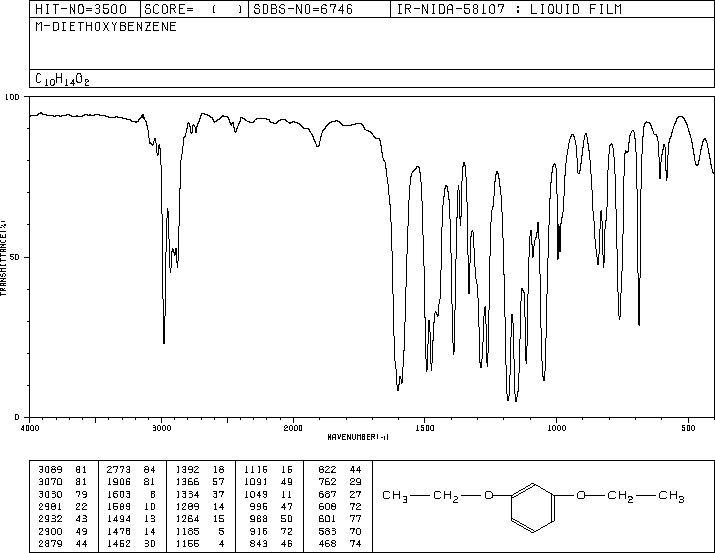 HIT-NO=3500 SCORE= ( ) SDBS-NO=6746 IR-NIDA-58107 : LIQUID FILM
M-DIETHOXYBENZENE
C10H14O2
100
50
0
TRANSMITTANCE(%)
4000 3000 2000 1500 1000 500
WAVENUMBER(-1)
3089 81 2773 84 1392 18 1115 16 822 44
3070 81 1906 81 1366 57 1091 49 762 29
79 1603 8 1334 37 1049 11 687 27
2981 22 1589 10 1289 14 996 47 608 72
2932 43 1494 13 1264 15 988 50 77
2900 49 1478 14 1185 5 916 72 583 70
2879 44 1452 30 4 843 46 468 74
CH3 CH2 O O CH2 CH3